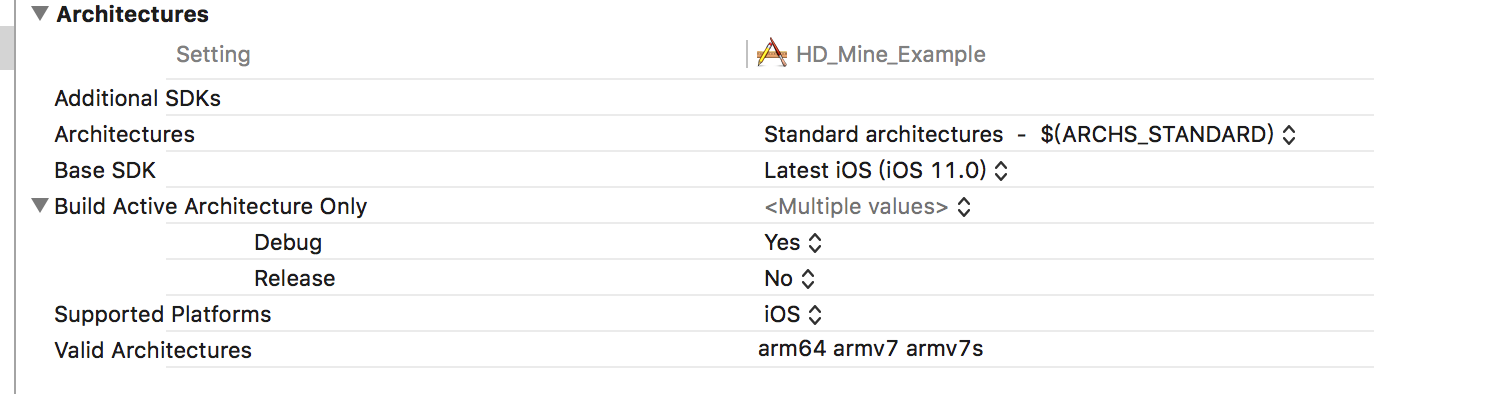 Architectures
Setting HD_Mine_Example
Additional SDKs
Architectures Standard architectures - $(ARCHS_STANDARD)
Base SDK Latest iOS (iOS 11.0)
Build Active Architecture Only <Multiple values>
Debug Yes
Release No
Supported Platforms iOS
Valid Architectures arm64 armv7 armv7s